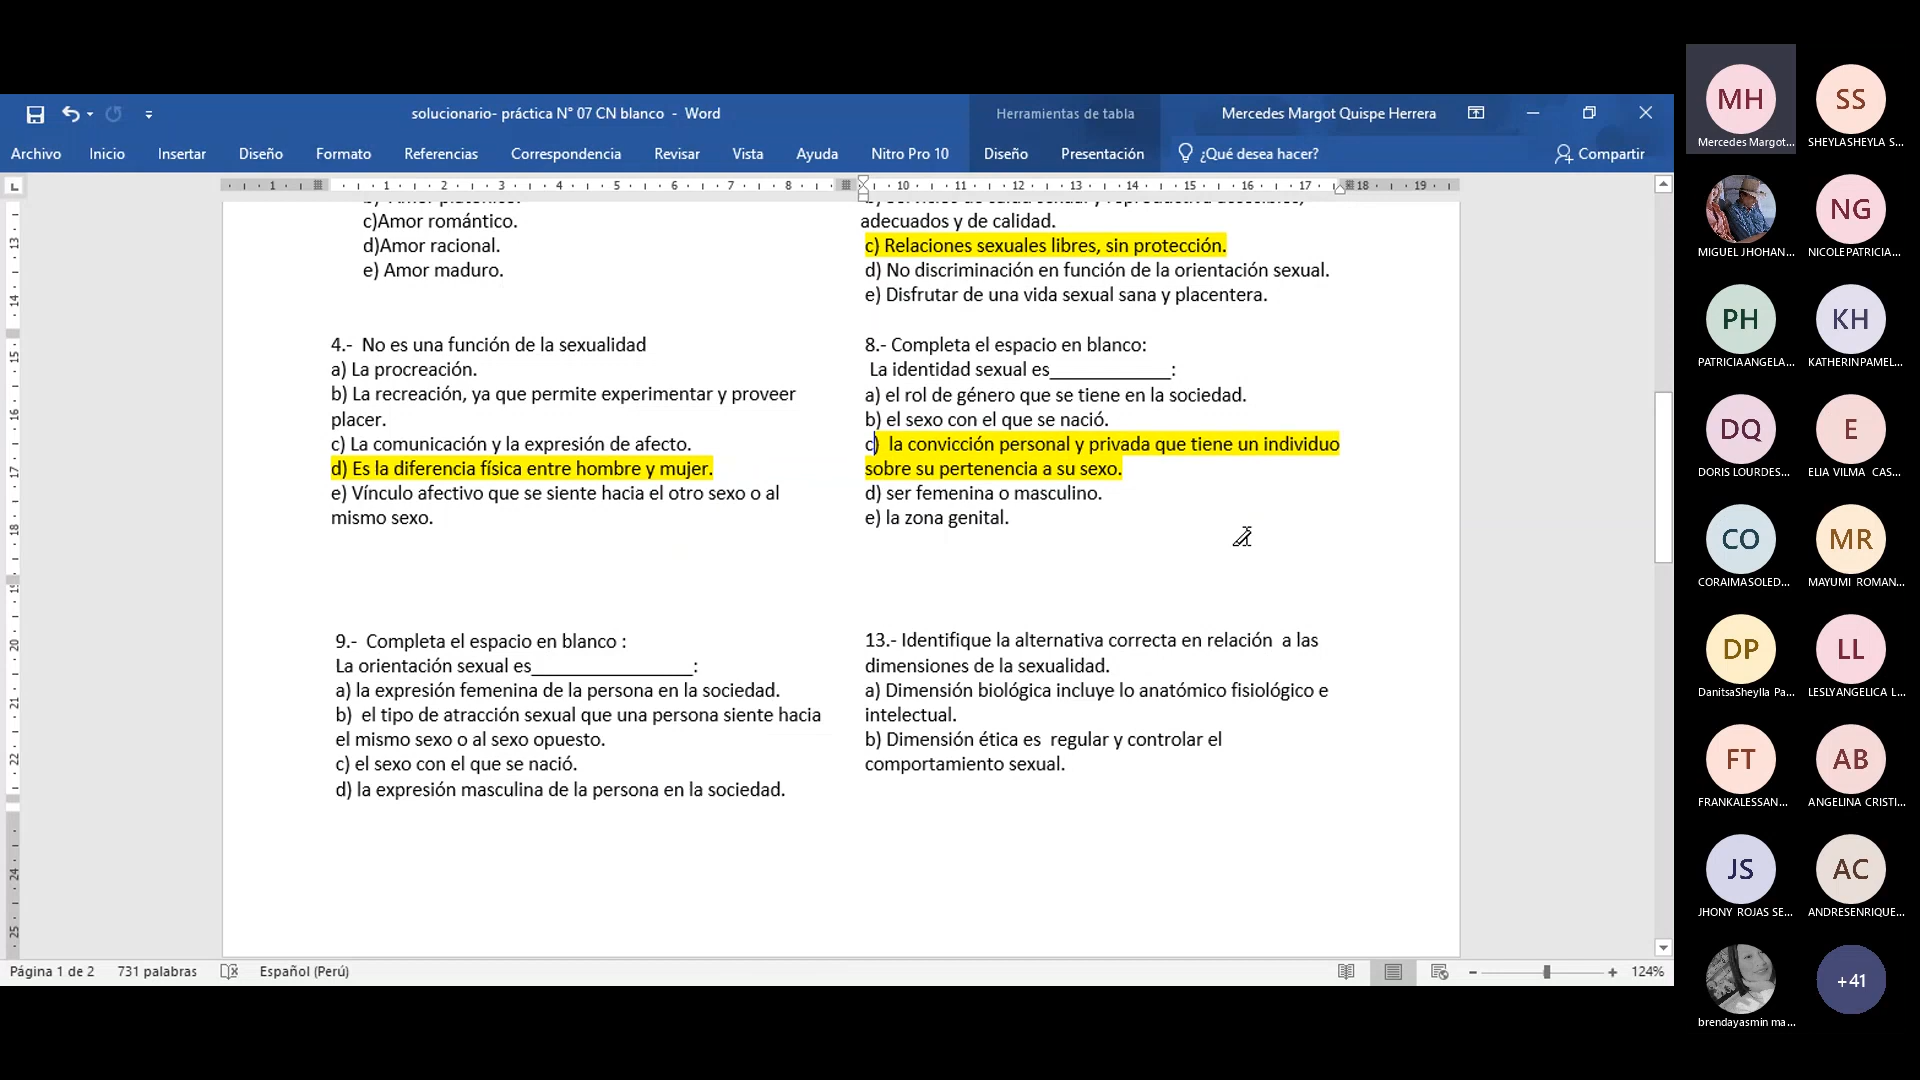 solucionario- práctica N° 07 CN blanco - Word
Herramientas de tabla
Mercedes Margot Quispe Herrera
Archivo
Inicio
Insertar
Diseño
Formato
Referencias
Correspondencia
Revisar
Vista
Ayuda
Nitro Pro 10
Diseño
Presentación
¿Qué desea hacer?
Compartir
c)Amor romántico.
d)Amor racional.
e) Amor maduro.
4.- No es una función de la sexualidad
a) La procreación.
b) La recreación, ya que permite experimentar y proveer
placer.
c) La comunicación y la expresión de afecto.
d) Es la diferencia física entre hombre y mujer.
e) Vínculo afectivo que se siente hacia el otro sexo o al
mismo sexo.
adecuados y de calidad.
c) Relaciones sexuales libres, sin protección.
d) No discriminación en función de la orientación sexual.
e) Disfrutar de una vida sexual sana y placentera.
8.- Completa el espacio en blanco:
La identidad sexual es____________:
a) el rol de género que se tiene en la sociedad.
b) el sexo con el que se nació.
c) la convicción personal y privada que tiene un individuo
sobre su pertenencia a su sexo.
d) ser femenina o masculino.
e) la zona genital.
9.- Completa el espacio en blanco :
La orientación sexual es________________:
a) la expresión femenina de la persona en la sociedad.
b) el tipo de atracción sexual que una persona siente hacia
el mismo sexo o al sexo opuesto.
c) el sexo con el que se nació.
d) la expresión masculina de la persona en la sociedad.
13.- Identifique la alternativa correcta en relación a las
dimensiones de la sexualidad.
a) Dimensión biológica incluye lo anatómico fisiológico e
intelectual.
b) Dimensión ética es regular y controlar el
comportamiento sexual.
Página 1 de 2
731 palabras
Español (Perú)
124%
MH
Mercedes Margot...
SS
SHEYLASHEYLA S...
MIGUEL JHOHAN...
NG
NICOLEPATRICIA...
PH
PATRICIAANGELA...
KH
KATHERINPAMEL...
DQ
DORIS LOURDES...
E
ELIA VILMA CAS...
CO
CORAIMASOLED...
MR
MAYUMI ROMAN...
DP
DanitsaSheylla Pa...
LL
LESLYANGELICA L...
FT
FRANKALESSAN...
AB
ANGELINA CRISTI...
JS
JHONY ROJAS SE...
AC
ANDRESENRIQUE...
brendayasmin ma...
+41